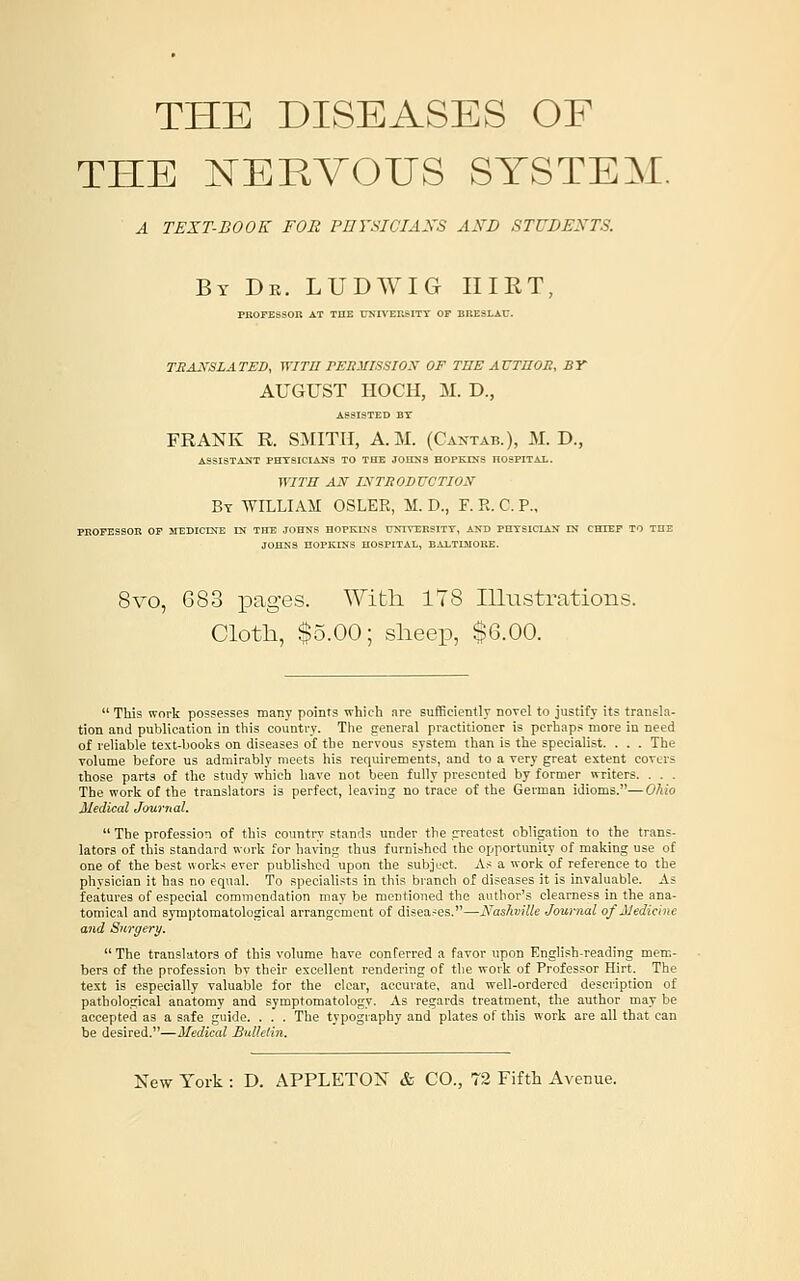 THE DISEASES OF
THE NERVOUS SYSTEM.
A TEXT-BOOK FOR PHYSICIANS AND STUDENTS.
By Dr. LUDWIG HIRT,
PROFESSOR AT THE UNIVERSITY OF BRESLAU.
TRANSLATED, WITH PERMISSION OF THE AUTHOR, BY
AUGUST HOCH, M. D.,
ASSISTED BY
FRANK R. SMITH, A. M. (Cantab.), M. D.,
ASSISTANT PHYSICIANS TO THE JOHNS HOPKINS HOSPITAL.
WITH AN INTRODUCTION
By WILLIAM OSLER, M. D., F. R. C. P.,
PROFESSOR OF MEDICINE IN THE JOHNS HOPKINS UNIVERSITY, AND PHYSICIAN IN CHIEF TO THE
JOHNS HOPKINS HOSPITAL, BALTIMORE.
8vo, 683 pages. With 178 Illustrations.
Cloth, $5.00; sheep, $6.00.
“ This work possesses many points which are sufficiently novel to justify its transla-
tion and publication in this country. The general practitioner is perhaps more in need
of reliable text-books on diseases of the nervous system than is the specialist. . . . The
volume before us admirably meets his requirements, and to a very great extent covers
those parts of the study which have not been fully presented by former writers. . . .
The work of the translators is perfect, leaving no trace of the German idioms.”—Ohio
Medical Journal.
“ The profession of this country stands under the greatest obligation to the trans-
lators of this standard work for having thus furnished the opportunity of making use of
one of the best works ever published upon the subject. As a work of reference to the
physician it has no equal. To specialists in this branch of diseases it is invaluable. As
features of especial commendation may be mentioned the author’s clearness in the ana-
tomical and symptomatological arrangement of diseases.”—Nashville Journal of Medicine
and Surgery.
“ The translators of this volume have conferred a favor upon English-reading mem-
bers of the profession by their excellent rendering of the work of Professor Hirt. The
text is especially valuable for the clear, accurate, and well-ordered description of
pathological anatomy and symptomatology. As regards treatment, the author may be
accepted as a safe guide. . . . The typography and plates of this work are all that can
be desired.”—Medical Bulletin.
New York : D. APPLETON & CO., 72 Fifth Avenue.